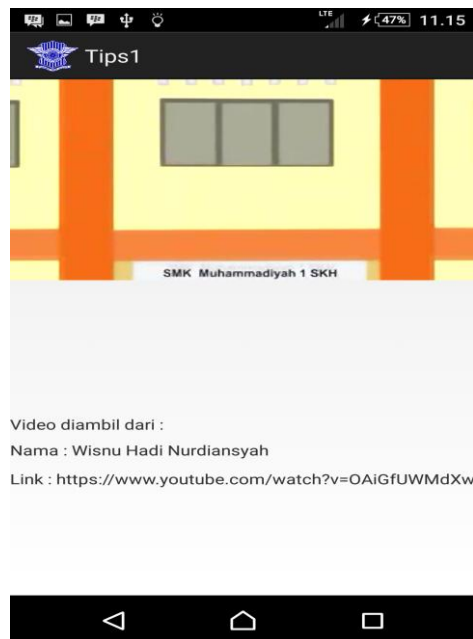 LTE 47% 11.15
Tips1
SMK Muhammadiyah 1 SKH
Video diambil dari :
Nama : Wisnu Hadi Nurdiansyah
Link : https://www.youtube.com/watch?v=OAiGfUWMdXw